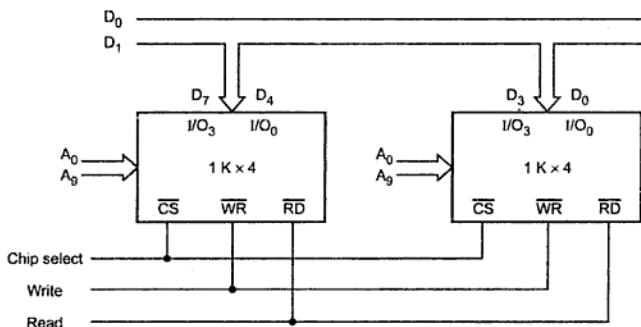 D0
D1
D7 D4
D3 D0
I/O3 I/O0
I/O3 I/O0
A0
A9
1 K × 4
A0
A9
1 K × 4
CS WR RD
CS WR RD
Chip select
Write
Read